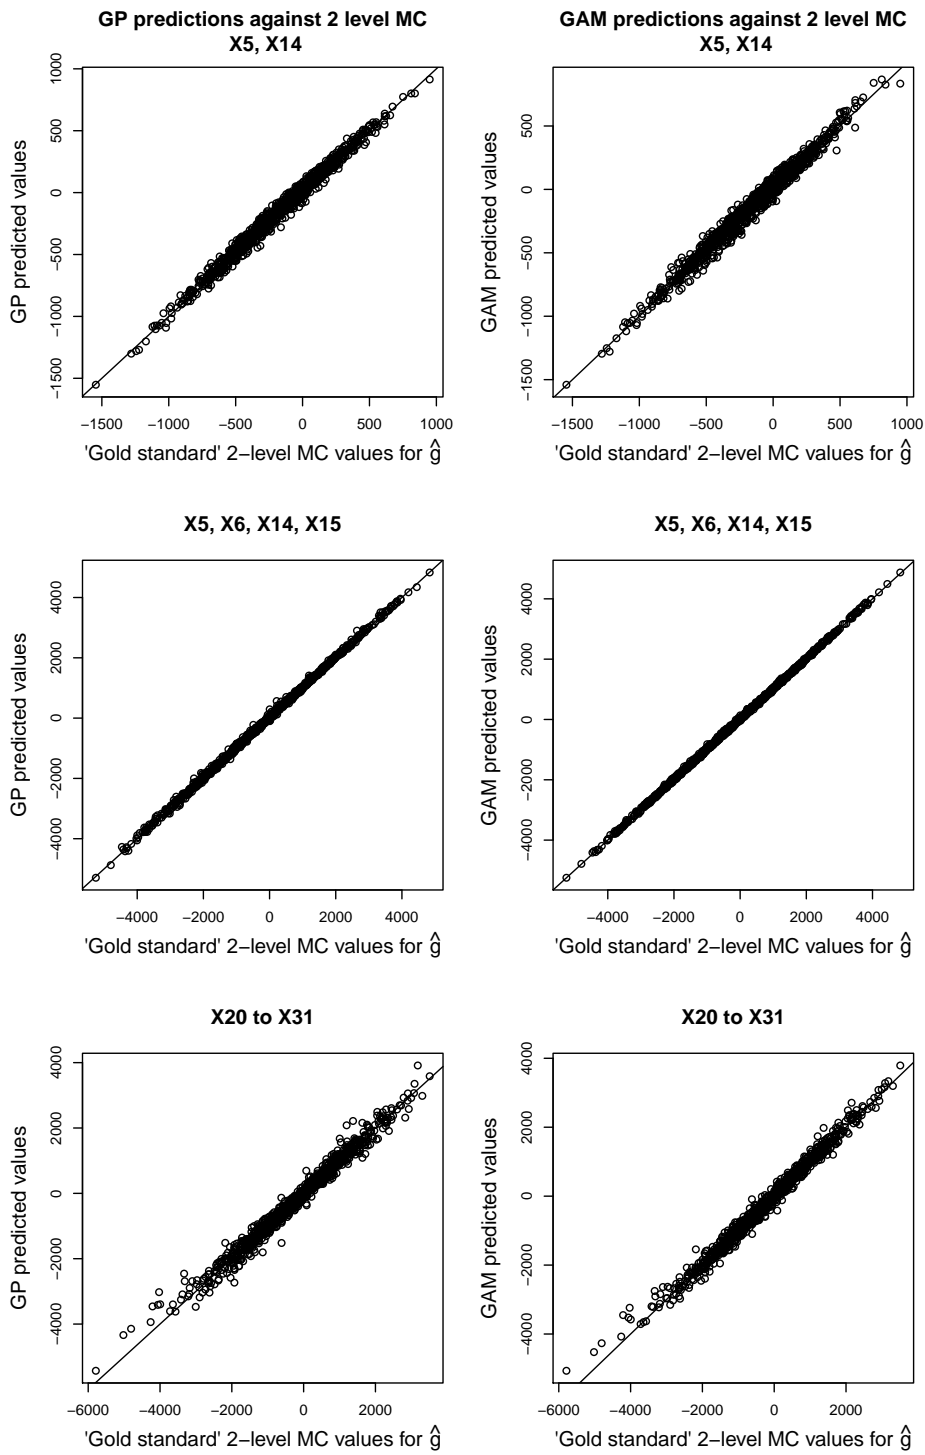 GP predictions against 2 level MC
X5, X14
GP predicted values
1000
500
0
−500
−1000
−1500
−1500 −1000 −500 0 500 1000
'Gold standard' 2−level MC values for ĝ
GAM predictions against 2 level MC
X5, X14
GAM predicted values
500
0
−500
−1000
−1500
−1500 −1000 −500 0 500 1000
'Gold standard' 2−level MC values for ĝ
X5, X6, X14, X15
GP predicted values
4000
2000
0
−2000
−4000
−4000 −2000 0 2000 4000
'Gold standard' 2−level MC values for ĝ
X5, X6, X14, X15
GAM predicted values
4000
2000
0
−2000
−4000
−4000 −2000 0 2000 4000
'Gold standard' 2−level MC values for ĝ
X20 to X31
GP predicted values
4000
2000
0
−2000
−4000
−6000 −4000 −2000 0 2000
'Gold standard' 2−level MC values for ĝ
X20 to X31
GAM predicted values
4000
2000
0
−2000
−4000
−6000 −4000 −2000 0 2000
'Gold standard' 2−level MC values for ĝ